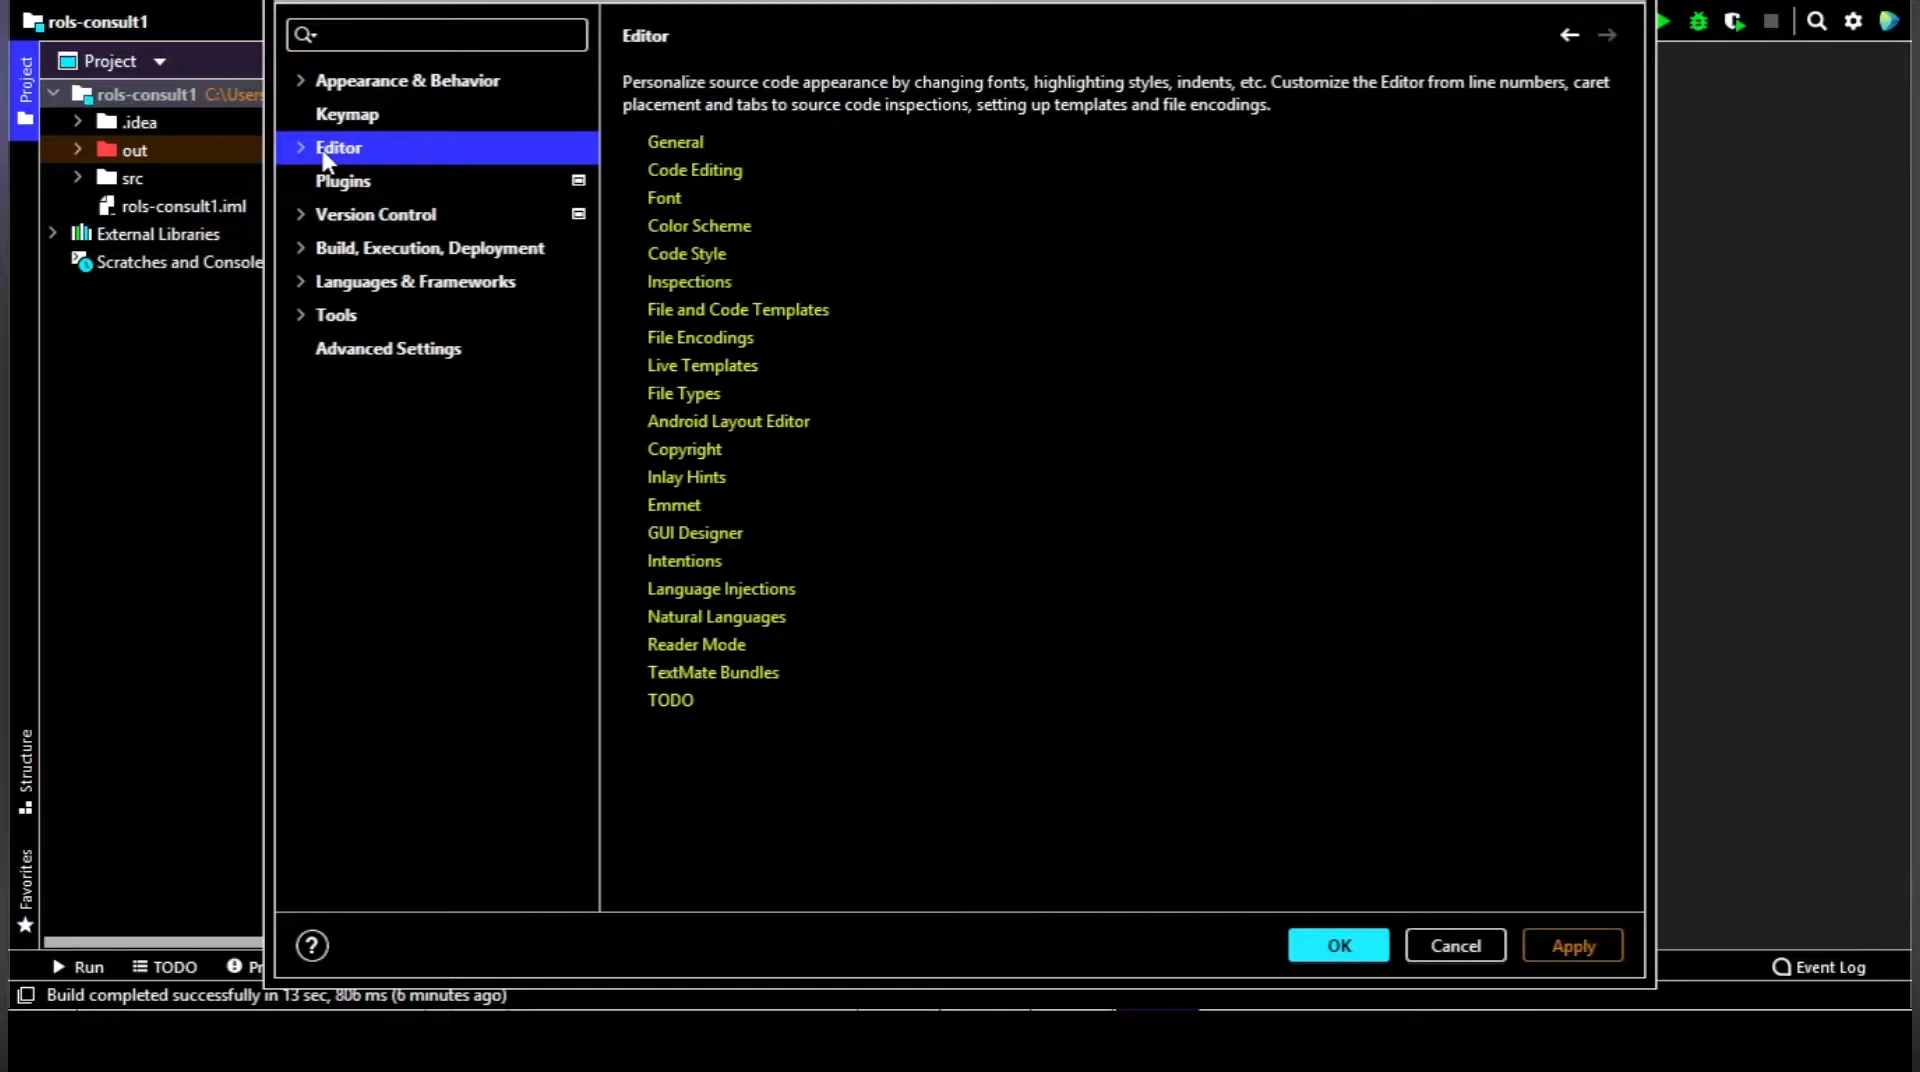 rols-consult1
Project
Project
rols-consult1 C:\Users
.idea
out
src
rols-consult1.iml
External Libraries
Scratches and Console
Structure
Favorites
Appearance & Behavior
Keymap
Editor
Plugins
Version Control
Build, Execution, Deployment
Languages & Frameworks
Tools
Advanced Settings
Editor
Personalize source code appearance by changing fonts, highlighting styles, indents, etc. Customize the Editor from line numbers, caret
placement and tabs to source code inspections, setting up templates and file encodings.
General
Code Editing
Font
Color Scheme
Code Style
Inspections
File and Code Templates
File Encodings
Live Templates
File Types
Android Layout Editor
Copyright
Inlay Hints
Emmet
GUI Designer
Intentions
Language Injections
Natural Languages
Reader Mode
TextMate Bundles
TODO
?
OK
Cancel
Apply
Run
TODO
Pr
Event Log
Build completed successfully in 13 sec, 806 ms (6 minutes ago)